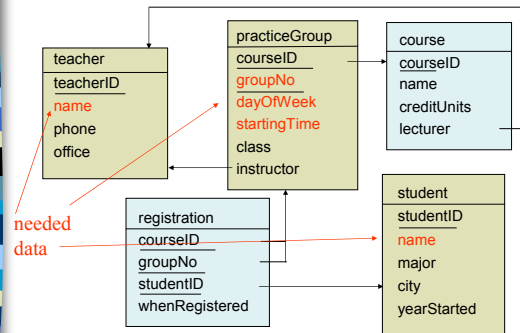 teacher
teacherID
name
phone
office
practiceGroup
courseID
groupNo
dayOfWeek
startingTime
class
instructor
course
courseID
name
creditUnits
lecturer
needed
data
registration
courseID
groupNo
studentID
whenRegistered
student
studentID
name
major
city
yearStarted